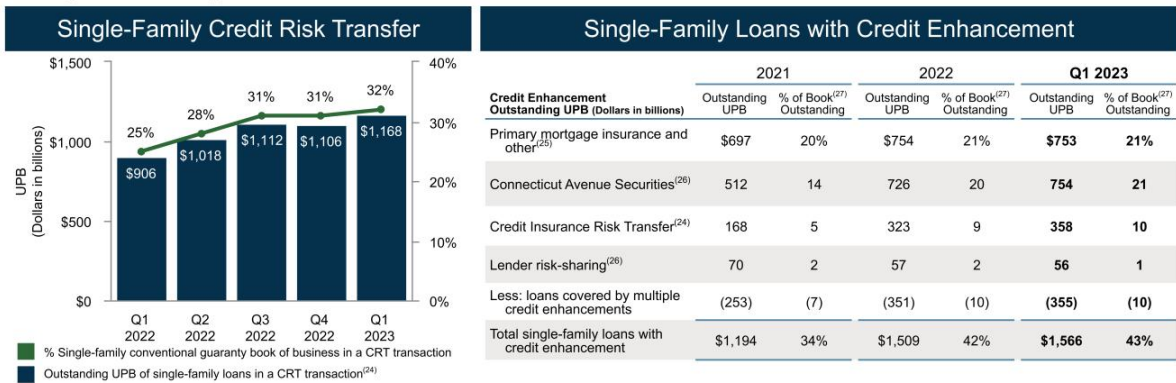 Single-Family Credit Risk Transfer
$1,500
$1,000
$500
$0
UPB
(Dollars in billions)
40%
30%
20%
10%
0%
25%
28%
31%
31%
32%
$906
$1,018
$1,112
$1,106
$1,168
Q1 2022
Q2 2022
Q3 2022
Q4 2022
Q1 2023
% Single-family conventional guaranty book of business in a CRT transaction
Outstanding UPB of single-family loans in a CRT transaction(24)
Single-Family Loans with Credit Enhancement
2021 2022 Q1 2023
Credit Enhancement
Outstanding UPB (Dollars in billions)
Outstanding UPB % of Book(27) Outstanding Outstanding UPB % of Book(27) Outstanding Outstanding UPB % of Book(27) Outstanding
Primary mortgage insurance and
other(25) $697 20% $754 21% $753 21%
Connecticut Avenue Securities(26) 512 14 726 20 754 21
Credit Insurance Risk Transfer(24) 168 5 323 9 358 10
Lender risk-sharing(26) 70 2 57 2 56 1
Less: loans covered by multiple
credit enhancements (253) (7) (351) (10) (355) (10)
Total single-family loans with
credit enhancement $1,194 34% $1,509 42% $1,566 43%